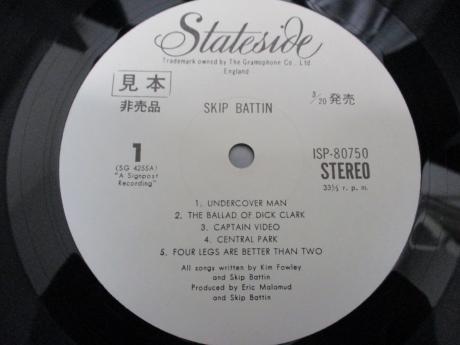 Stateside
Trademark owned by The Gramophone Co., Ltd
England
見本
非売品
3/20 発売
SKIP BATTIN
1
(SG 4255A)
"A Signpost
Recording"
ISP-80750
STEREO
33⅓ r. p. m.
1. UNDERCOVER MAN
2. THE BALLAD OF DICK CLARK
3. CAPTAIN VIDEO
4. CENTRAL PARK
5. FOUR LEGS ARE BETTER THAN TWO
All songs written by Kim Fowley
and Skip Battin
Produced by Eric Malamud
and Skip Battin